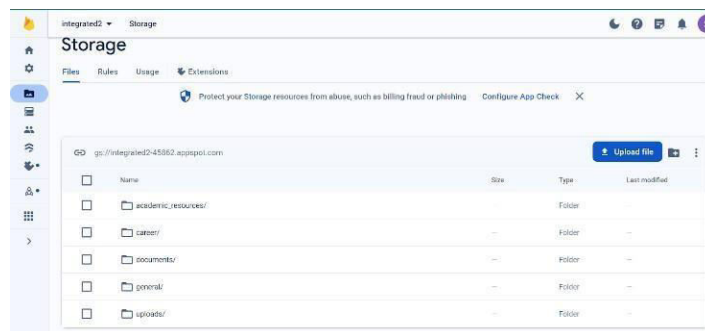 integrated2 Storage
Storage
Files Rules Usage Extensions
Protect your Storage resources from abuse, such as billing fraud or phishing Configure App Check
gs://integrated2-45862.appspot.com
Upload file
Name Size Type Last modified
academic_resources/ — Folder —
career/ — Folder —
documents/ — Folder —
general/ — Folder —
uploads/ — Folder —